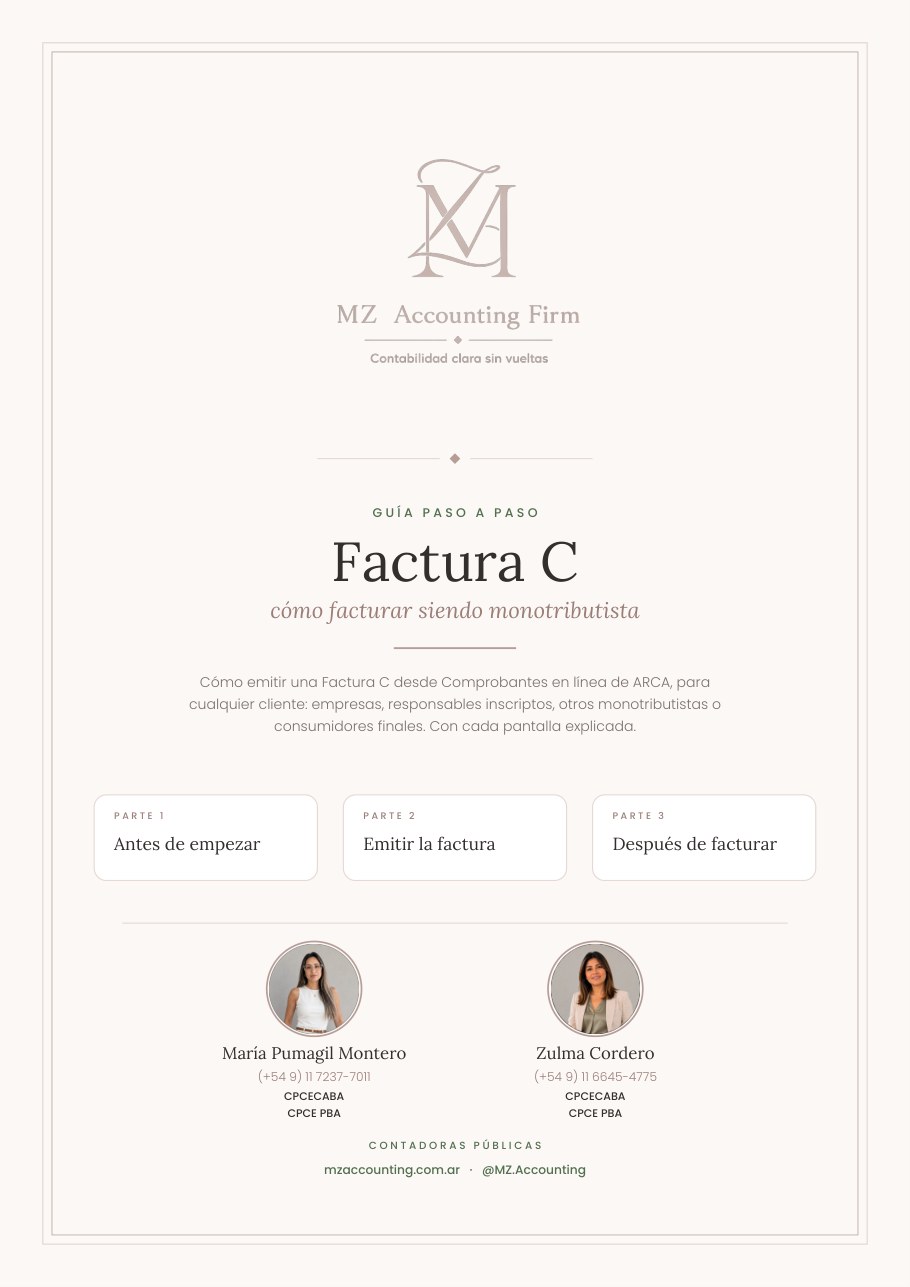 MZ Accounting Firm
Contabilidad clara sin vueltas
GUÍA PASO A PASO
Factura C
cómo facturar siendo monotributista
Cómo emitir una Factura C desde Comprobantes en línea de ARCA, para
cualquier cliente: empresas, responsables inscriptos, otros monotributistas o
consumidores finales. Con cada pantalla explicada.
PARTE 1
Antes de empezar
PARTE 2
Emitir la factura
PARTE 3
Después de facturar
María Pumagil Montero
(+54 9) 11 7237-7011
CPCECABA
CPCE PBA
Zulma Cordero
(+54 9) 11 6645-4775
CPCECABA
CPCE PBA
CONTADORAS PÚBLICAS
mzaccounting.com.ar · @MZ.Accounting